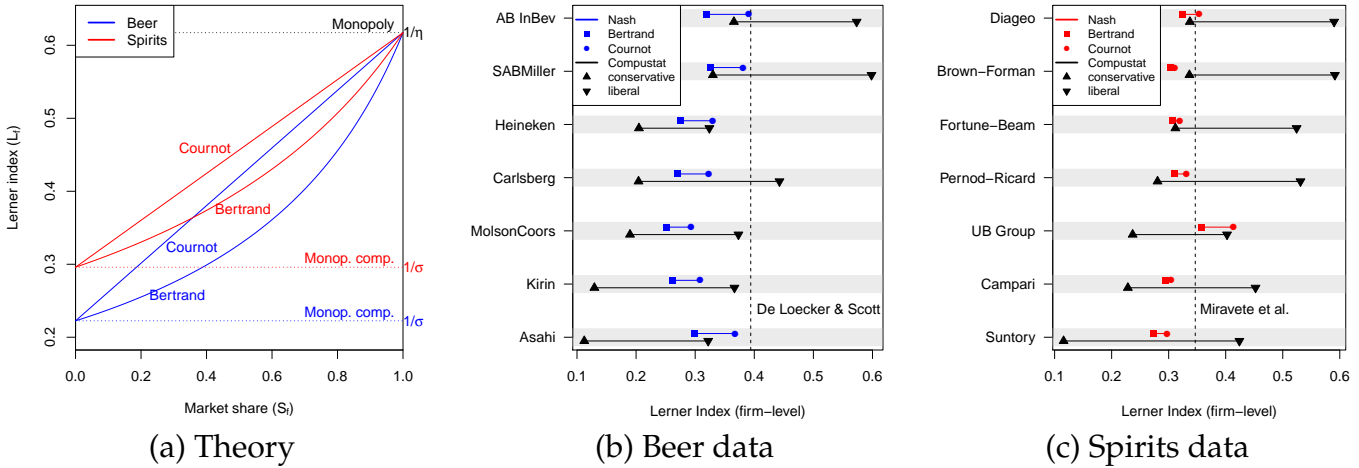 Beer
Spirits
Monopoly
1/η
Cournot
Bertrand
Cournot
Monop. comp.
1/σ
Bertrand
Monop. comp.
1/σ
Lerner index (Lf)
0.2 0.3 0.4 0.5 0.6
0.0 0.2 0.4 0.6 0.8 1.0
Market share (Sf)
(a) Theory
Nash
Bertrand
Cournot
Compustat
conservative
liberal
AB InBev
SABMiller
Heineken
Carlsberg
MolsonCoors
Kirin
Asahi
De Loecker & Scott
0.1 0.2 0.3 0.4 0.5 0.6
Lerner Index (firm−level)
(b) Beer data
Nash
Bertrand
Cournot
Compustat
conservative
liberal
Diageo
Brown−Forman
Fortune−Beam
Pernod−Ricard
UB Group
Campari
Suntory
Miravete et al.
0.1 0.2 0.3 0.4 0.5 0.6
Lerner Index (firm−level)
(c) Spirits data